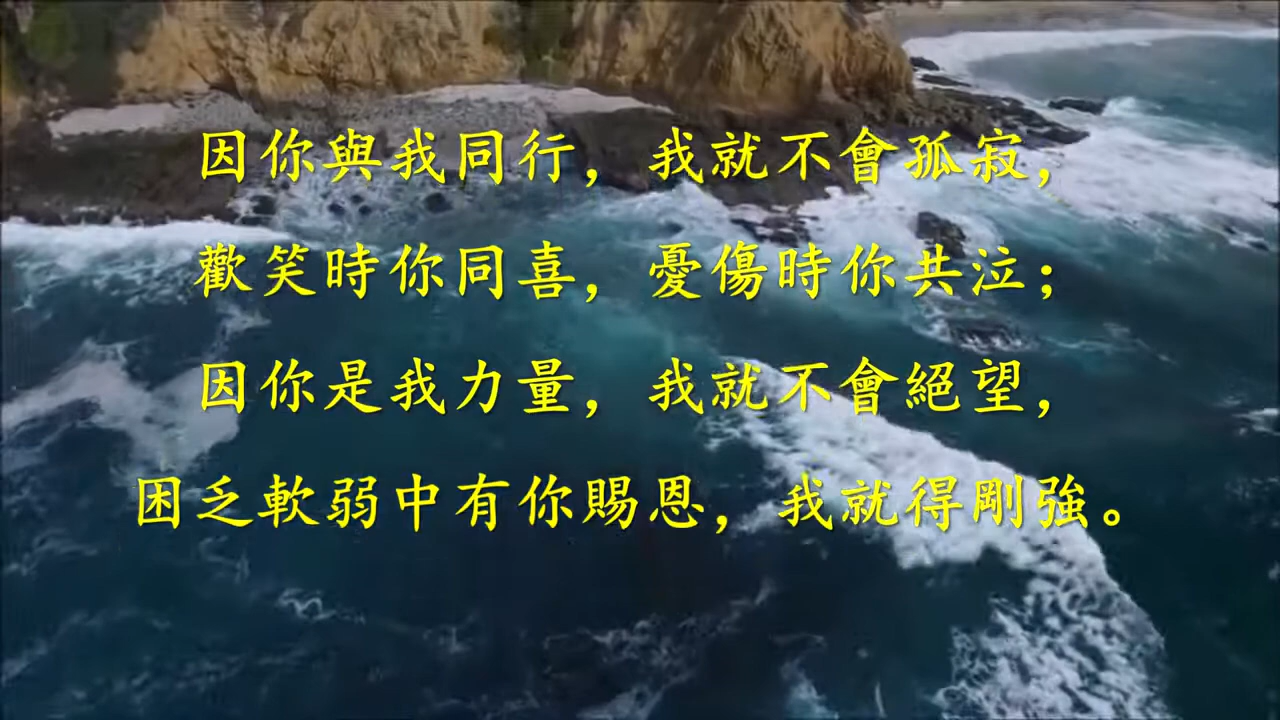 因你與我同行，我就不會孤寂，
歡笑時你同喜，憂傷時你共泣；
因你是我力量，我就不會絕望，
困乏軟弱中有你賜恩，我就得剛強。